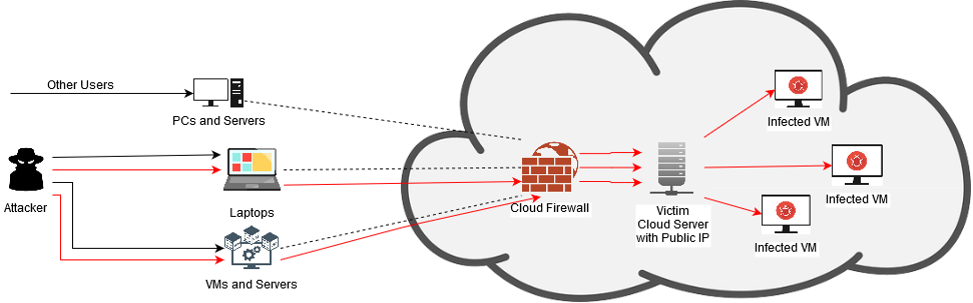 Other Users
PCs and Servers
Attacker
Laptops
VMs and Servers
Cloud Firewall
Victim
Cloud Server
with Public IP
Infected VM
Infected VM
Infected VM